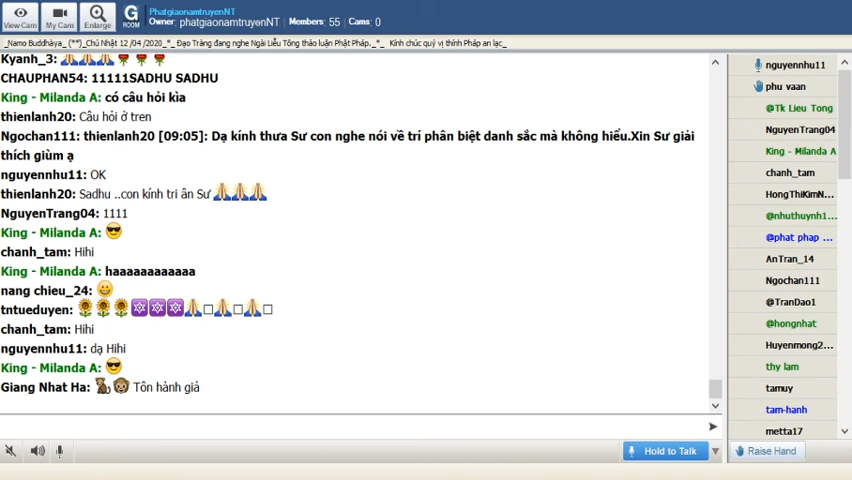 View Cam My Cam Enlarge G ROOM
PhatgiaonamtruyenNT
Owner: phatgiaonamtruyenNT Members: 55 Cams: 0
_Namo Buddhàya_ (**)_Chủ Nhật 12 /04 /2020_*_ Đạo Tràng đang nghe Ngài Liễu Tông thảo luận Phật Pháp._*_ Kính chúc quý vị thính Pháp an lạc_
Kyanh_3:
CHAUPHAN54: 11111SADHU SADHU
King - Milanda A: có câu hỏi kìa
thienlanh20: Câu hỏi ở tren
Ngochan111: thienlanh20 [09:05]: Dạ kính thưa Sư con nghe nói về trí phân biệt danh sắc mà không hiểu.Xin Sư giải
thích giùm ạ
nguyennhu11: OK
thienlanh20: Sadhu ..con kính tri ân Sư
NguyenTrang04: 1111
King - Milanda A:
chanh_tam: Hihi
King - Milanda A: haaaaaaaaaaaa
nang chieu_24:
tntueduyen:
chanh_tam: Hihi
nguyennhu11: dạ Hihi
King - Milanda A:
Giang Nhat Ha: Tôn hành giả
Hold to Talk
nguyennhu11
phu vaan
@Tk Lieu Tong
NguyenTrang04
King - Milanda A
chanh_tam
HongThiKimN...
@nhuthuynh1...
@phat phap ...
AnTran_14
Ngochan111
@TranDao1
@hongnhat
Huyenmong2...
thy lam
tamuy
tam-hanh
metta17
Raise Hand